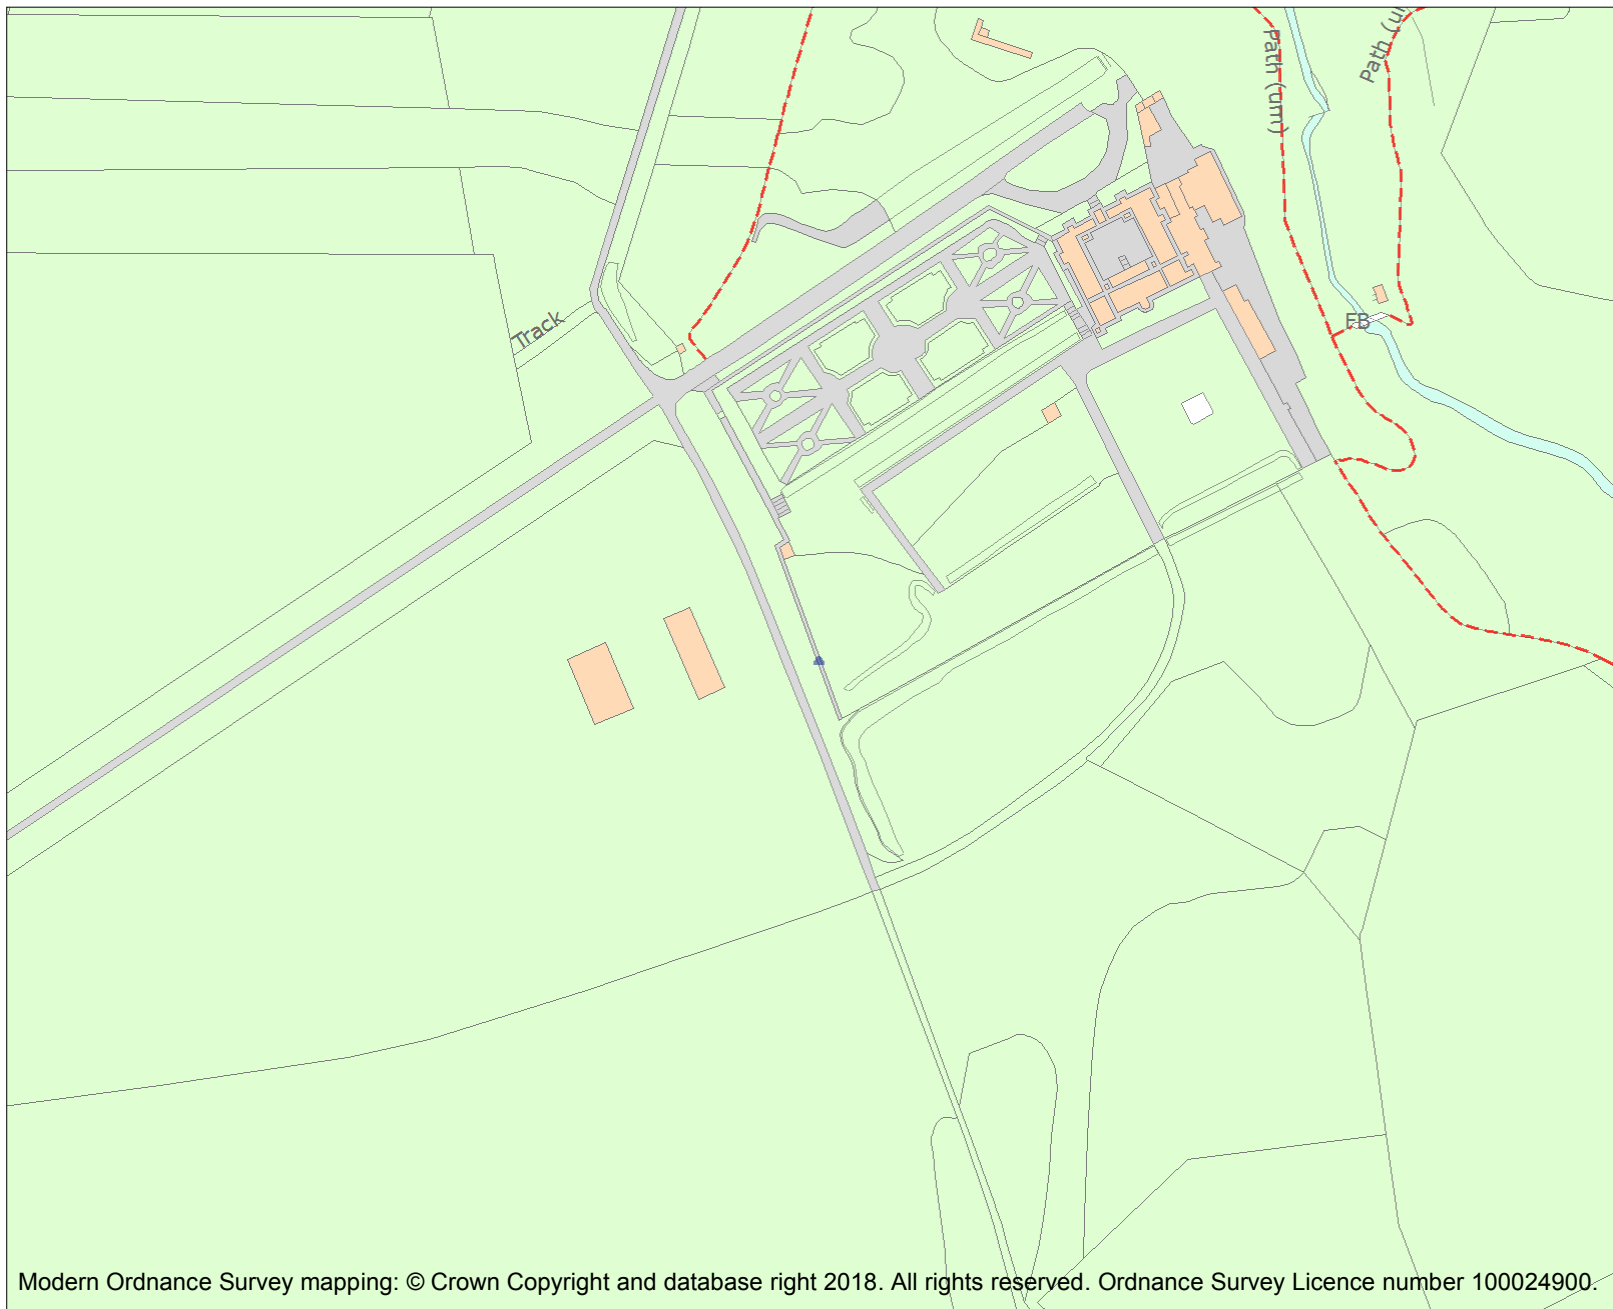 Path (um)
Path (u
Track
FB
Modern Ordnance Survey mapping: © Crown Copyright and database right 2018. All rights reserved. Ordnance Survey Licence number 100024900.